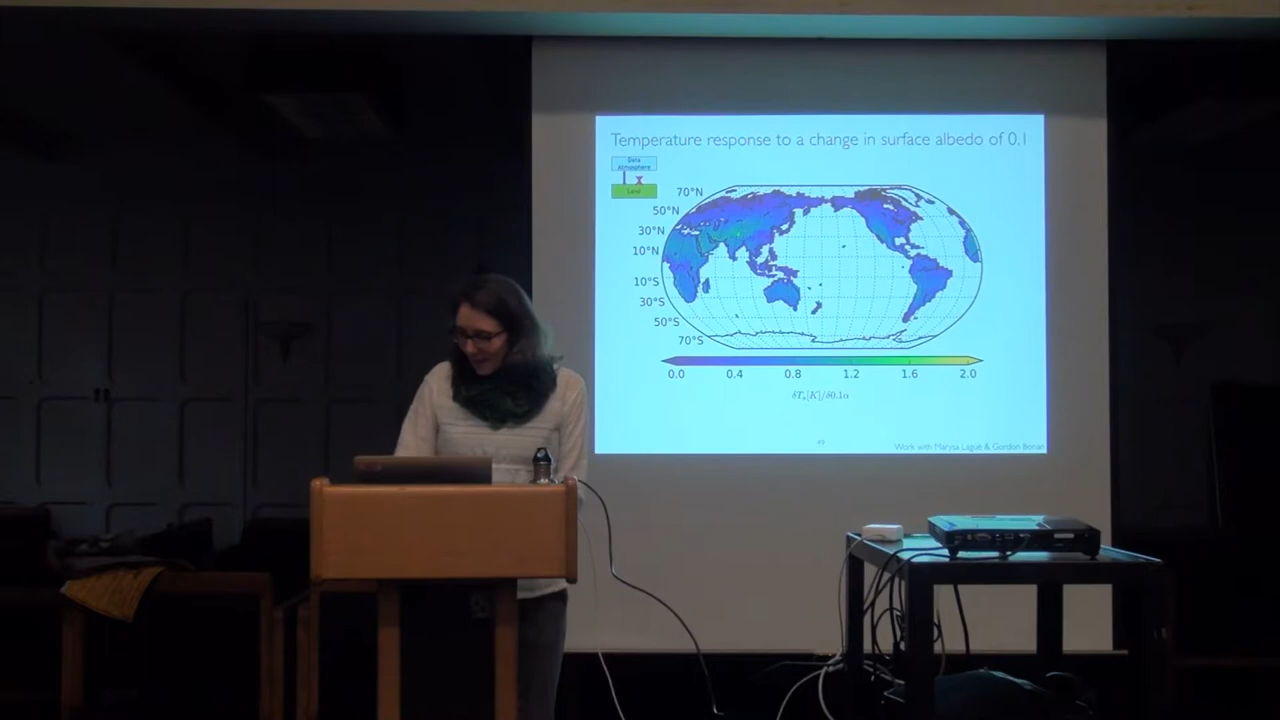 Temperature response to a change in surface albedo of 0.1
Data
Atmosphere
Land
70°N
50°N
30°N
10°N
10°S
30°S
50°S
70°S
0.0 0.4 0.8 1.2 1.6 2.0
δTs[K]/δ0.1α
49
Work with Marysa Laguë & Gordon Bonan